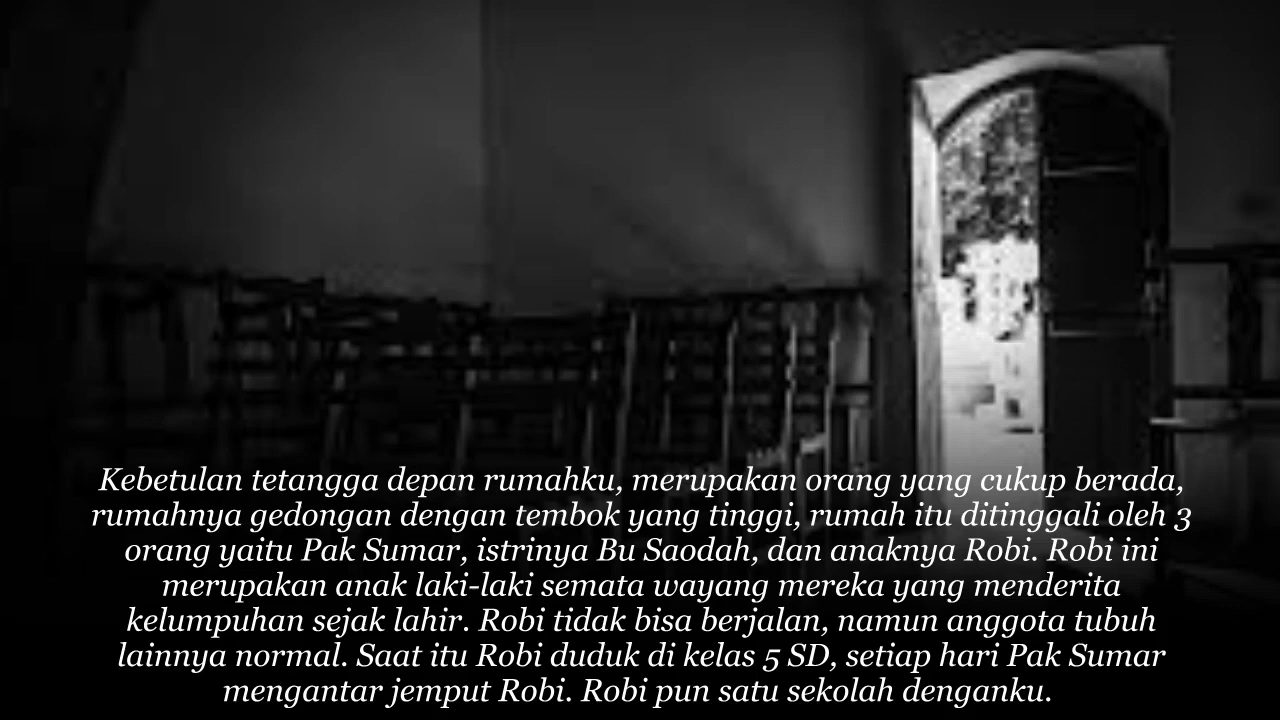 Kebetulan tetangga depan rumahku, merupakan orang yang cukup berada,
rumahnya gedongan dengan tembok yang tinggi, rumah itu ditinggali oleh 3
orang yaitu Pak Sumar, istrinya Bu Saodah, dan anaknya Robi. Robi ini
merupakan anak laki-laki semata wayang mereka yang menderita
kelumpuhan sejak lahir. Robi tidak bisa berjalan, namun anggota tubuh
lainnya normal. Saat itu Robi duduk di kelas 5 SD, setiap hari Pak Sumar
mengantar jemput Robi. Robi pun satu sekolah denganku.